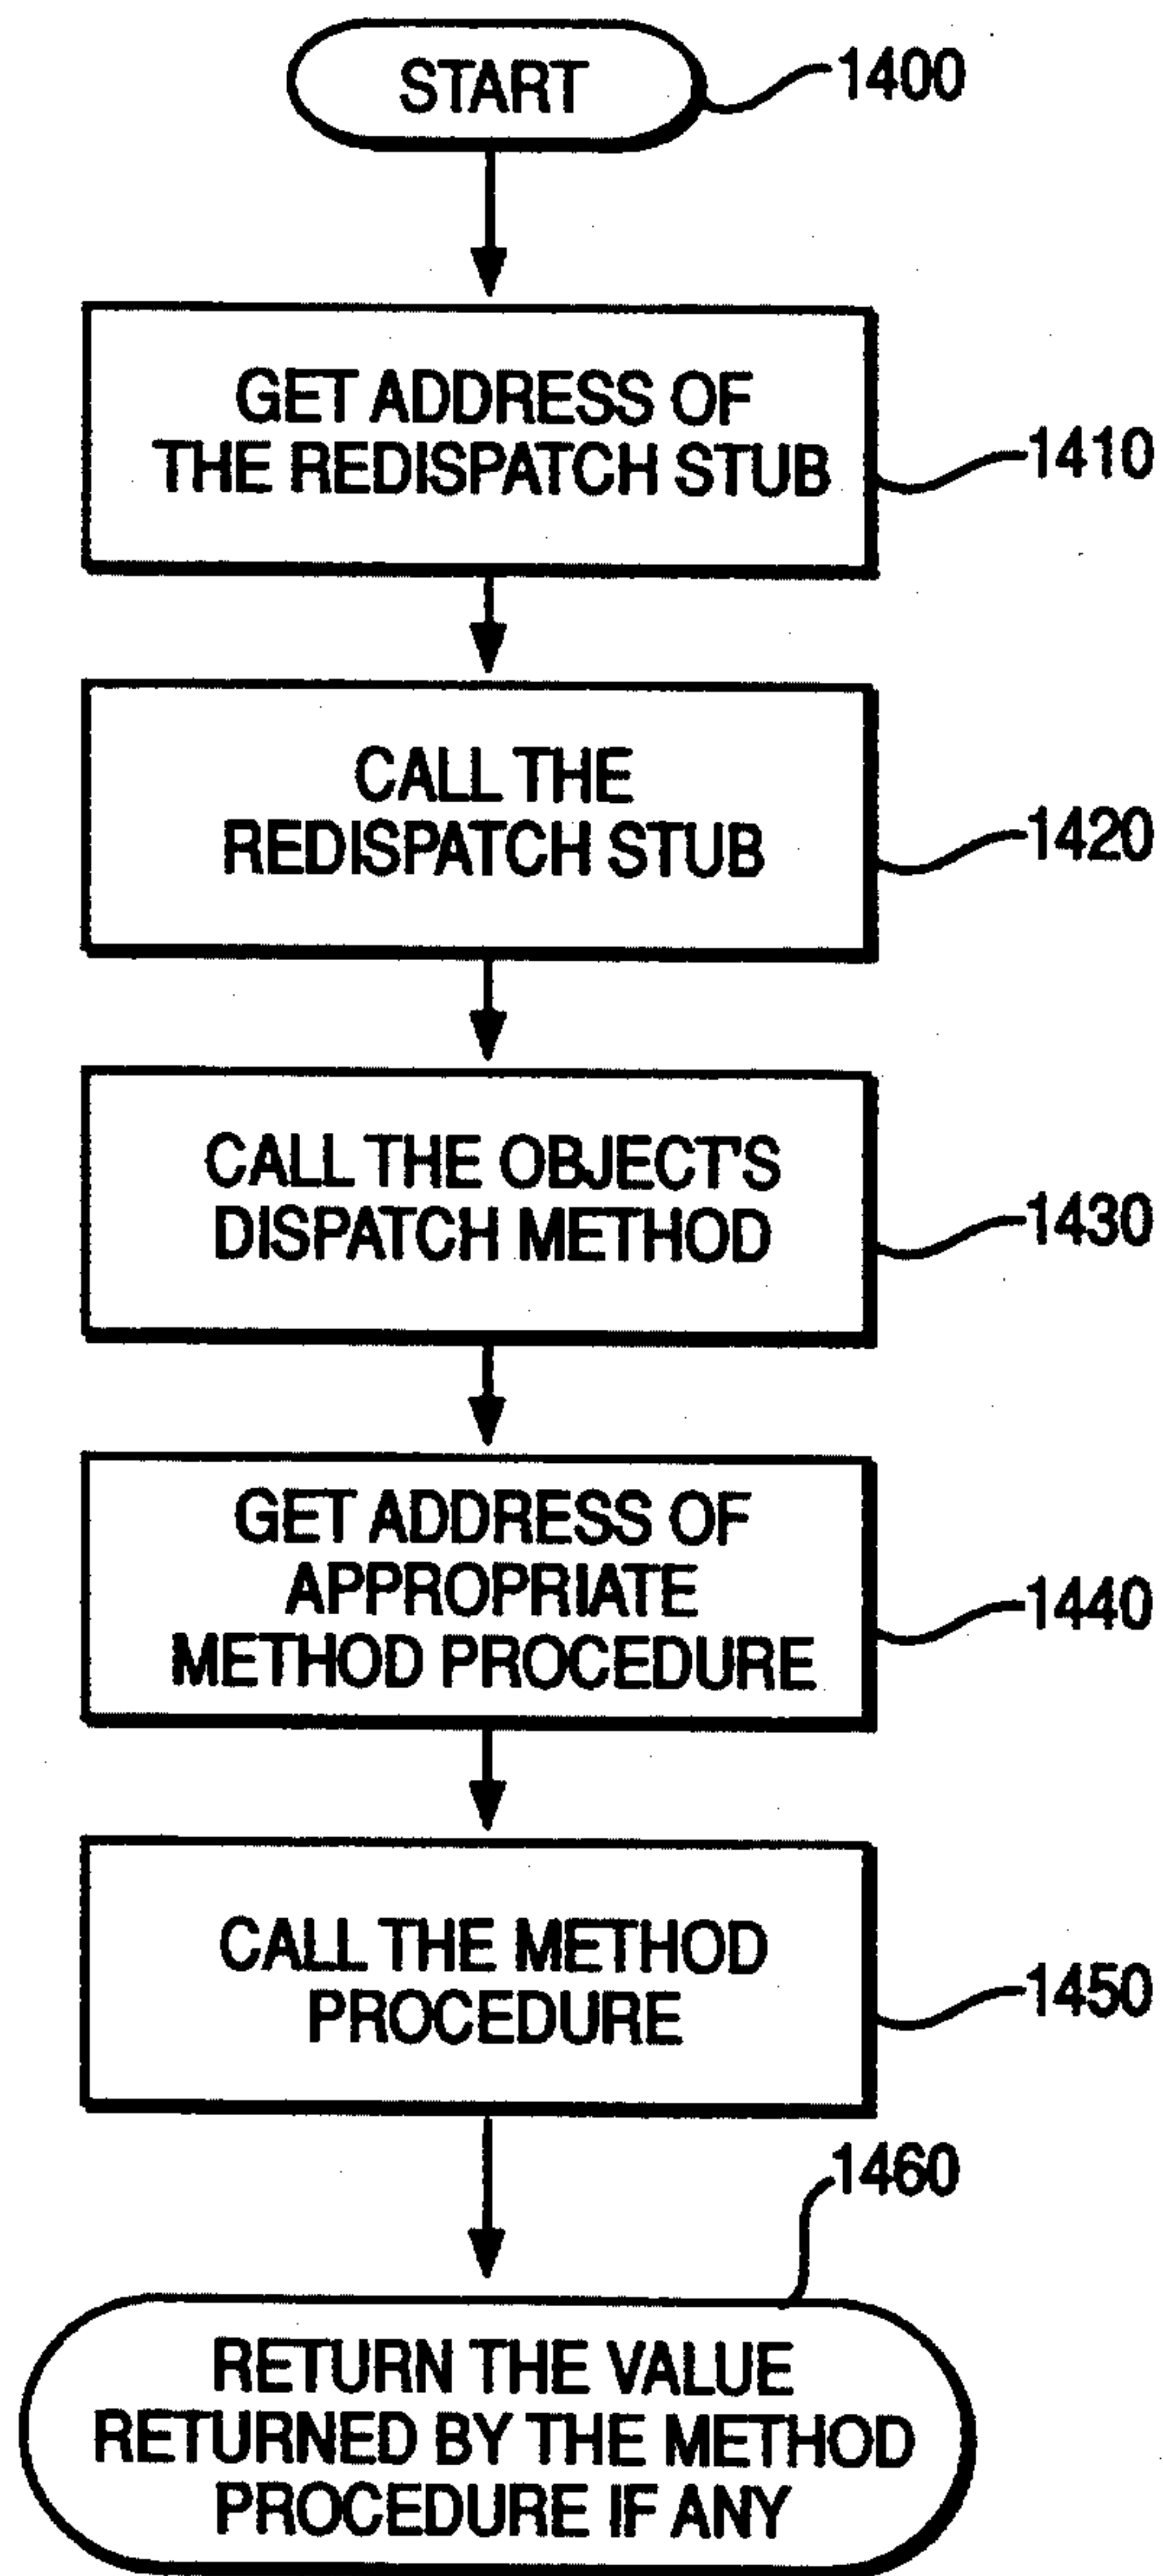 START
1400
GET ADDRESS OF
THE REDISPATCH STUB
1410
CALL THE
REDISPATCH STUB
1420
CALL THE OBJECT'S
DISPATCH METHOD
1430
GET ADDRESS OF
APPROPRIATE
METHOD PROCEDURE
1440
CALL THE METHOD
PROCEDURE
1450
1460
RETURN THE VALUE
RETURNED BY THE METHOD
PROCEDURE IF ANY